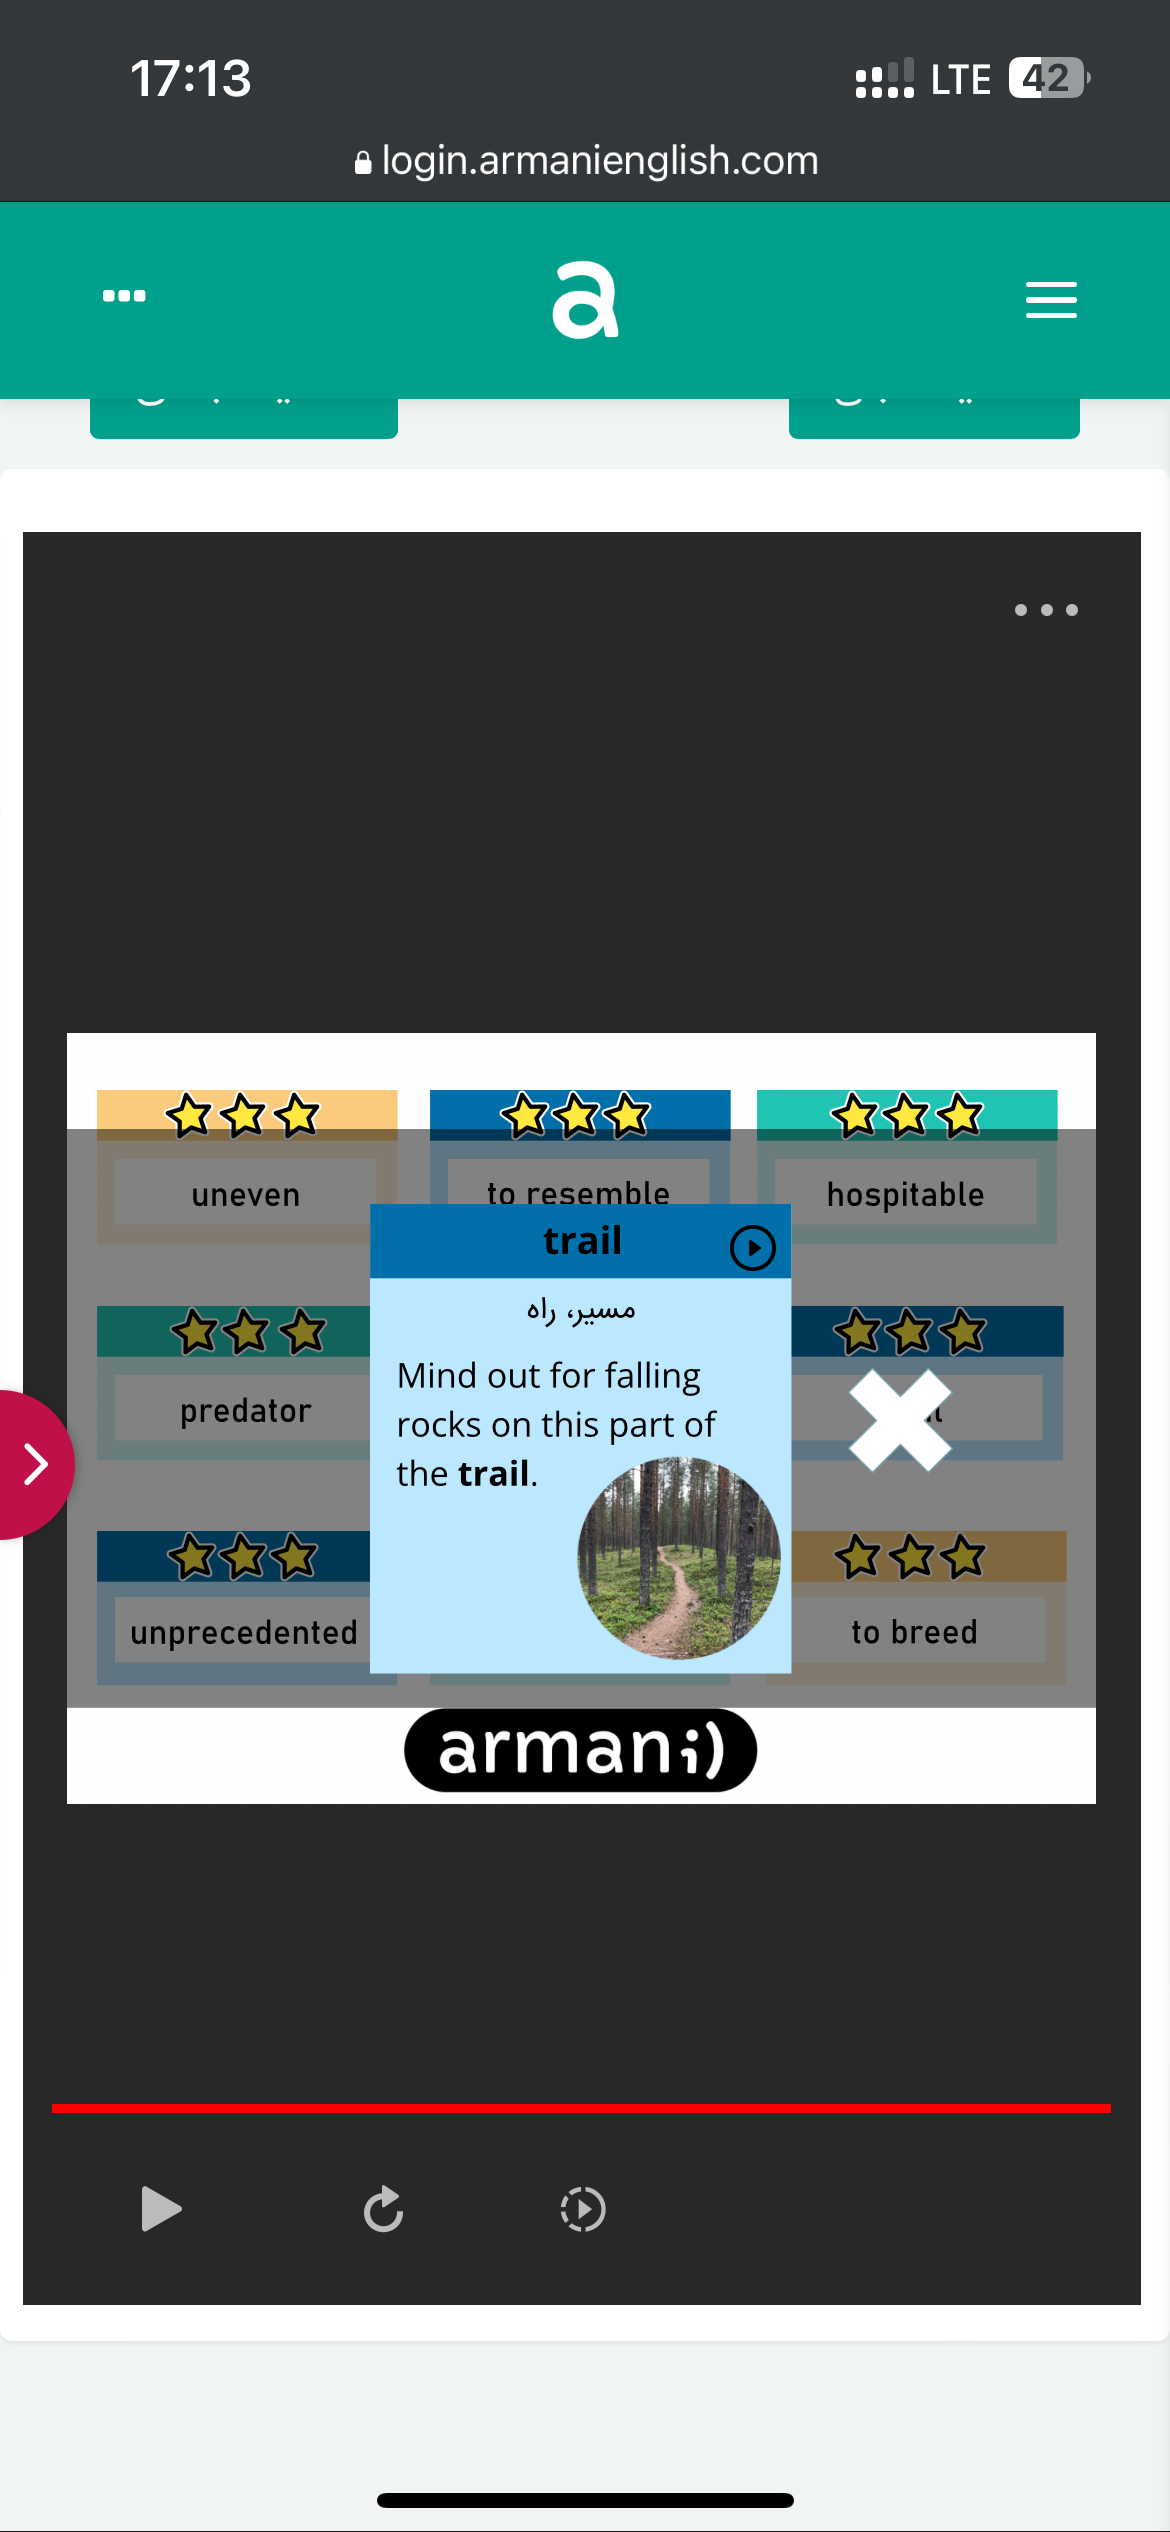 17:13
LTE 42
login.armanienglish.com
a
uneven
to resemble
hospitable
trail
مسیر، راه
Mind out for falling
rocks on this part of
the trail.
predator
unprecedented
to breed
armani)